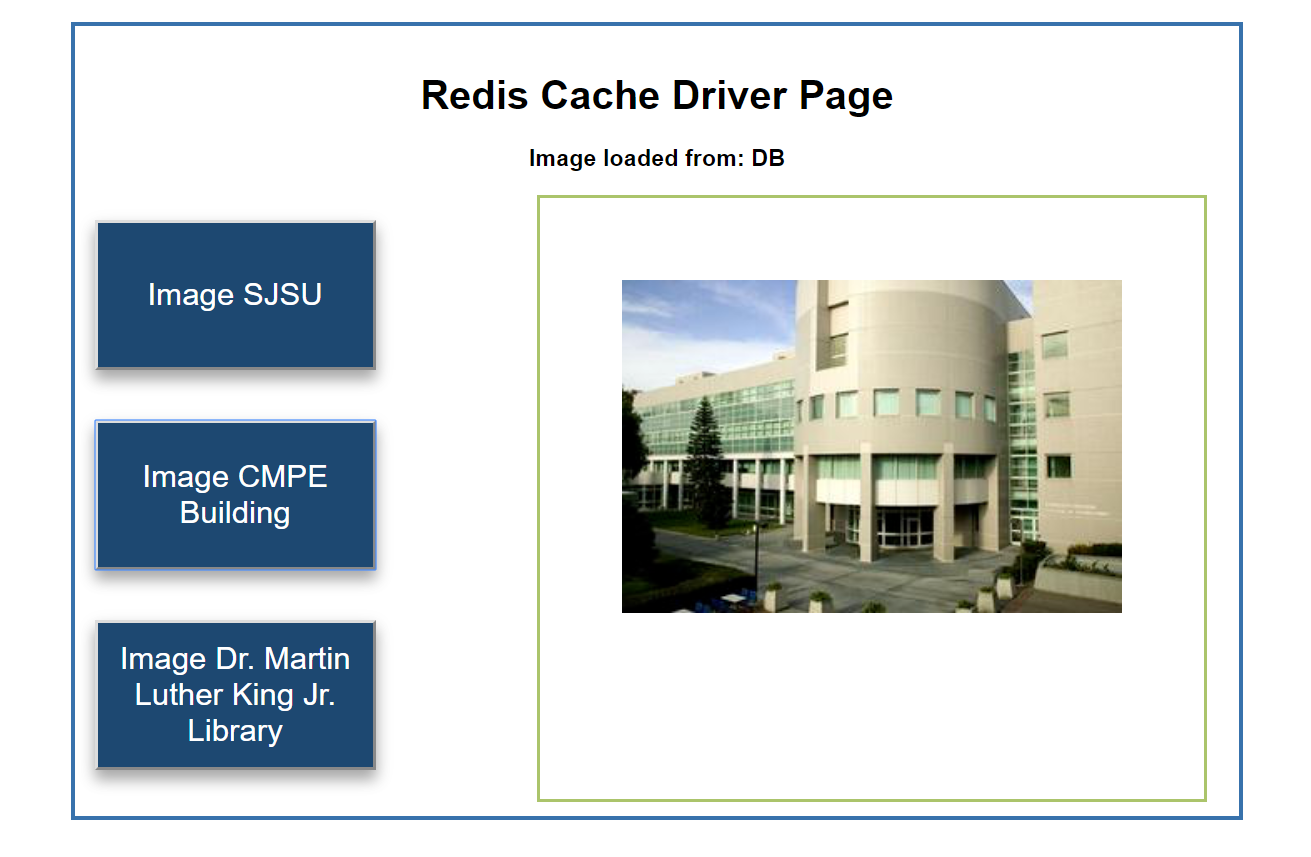 Redis Cache Driver Page
Image loaded from: DB
Image SJSU
Image CMPE
Building
Image Dr. Martin
Luther King Jr.
Library